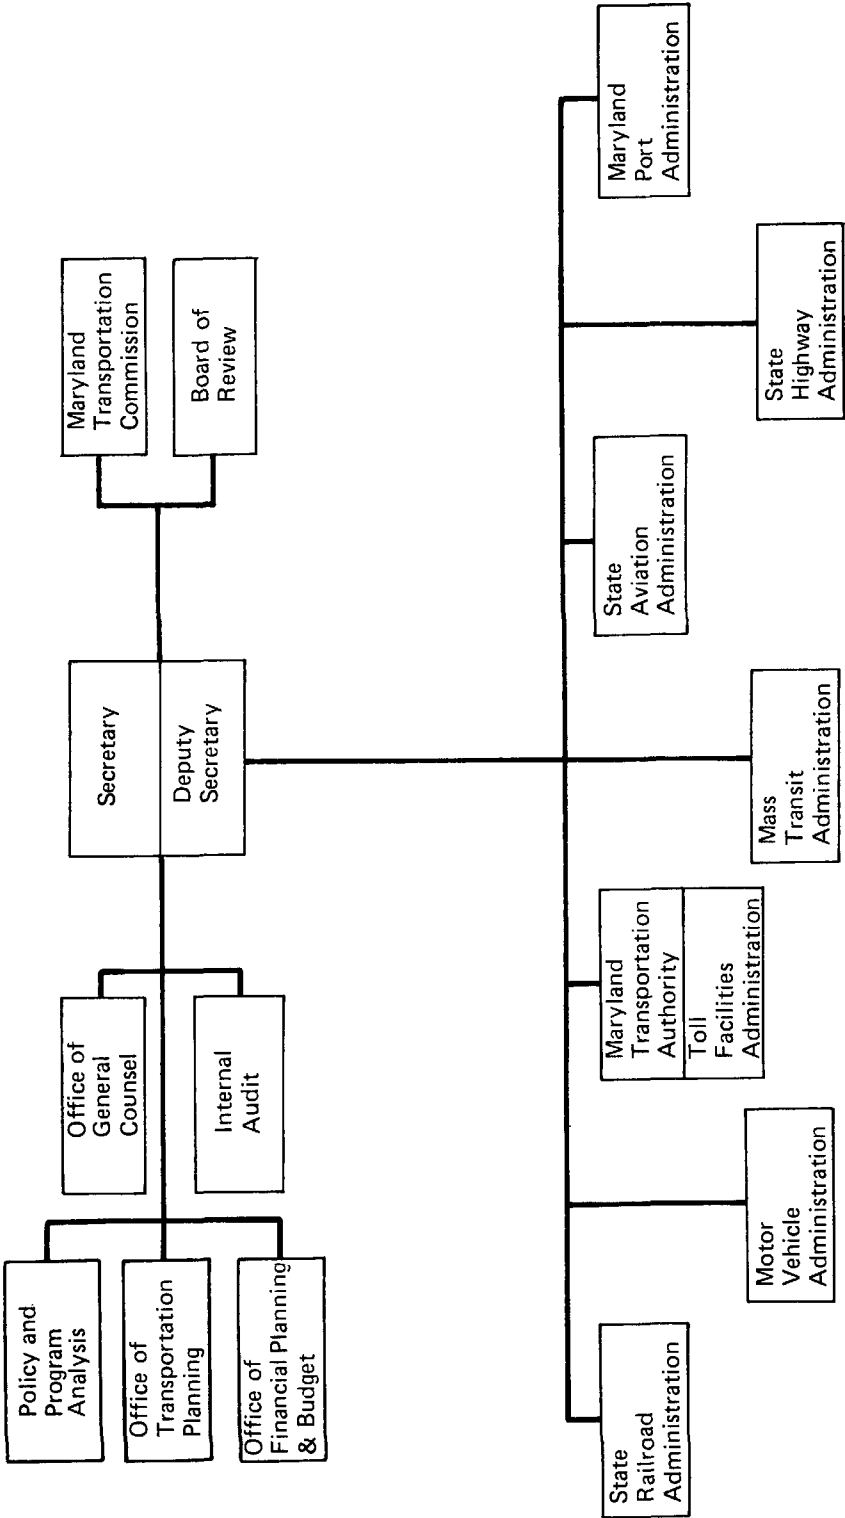 Policy and
Program
Analysis
Office of
Transportation
Planning
Office of
Financial Planning
& Budget
Office of
General
Counsel
Internal
Audit
Secretary
Deputy
Secretary
Maryland
Transportation
Commission
Board of
Review
State
Railroad
Administration
Motor
Vehicle
Administration
Maryland
Transportation
Authority
Toll
Facilities
Administration
Mass
Transit
Administration
State
Aviation
Administration
State
Highway
Administration
Maryland
Port
Administration